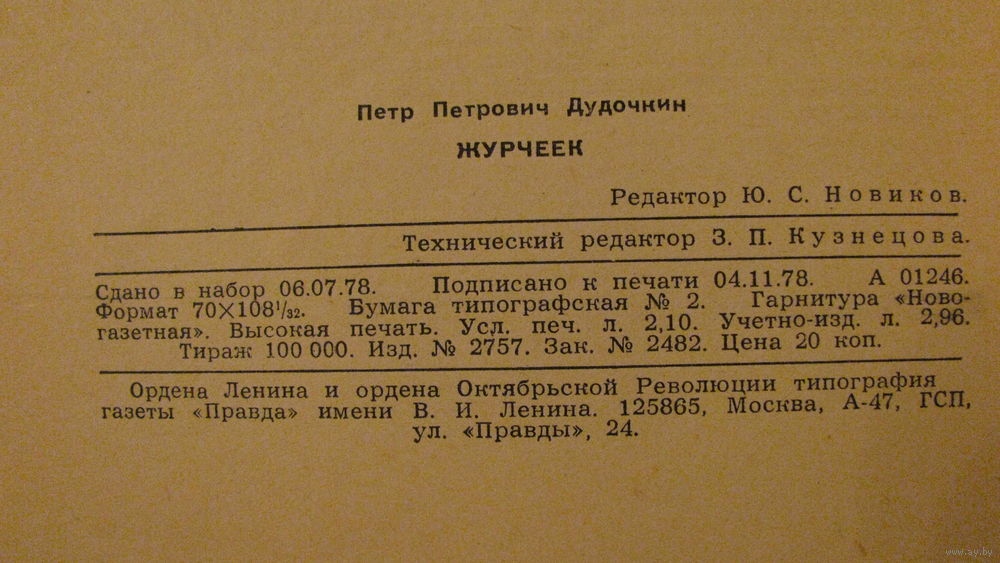 Петр Петрович Дудочкин
ЖУРЧЕЕК
Редактор Ю. С. Новиков.
Технический редактор З. П. Кузнецова.
Сдано в набор 06.07.78. Подписано к печати 04.11.78. А 01246.
Формат 70×108¹/₃₂. Бумага типографская № 2. Гарнитура «Ново-
газетная». Высокая печать. Усл. печ. л. 2,10. Учетно-изд. л. 2,96.
Тираж 100 000. Изд. № 2757. Зак. № 2482. Цена 20 коп.
Ордена Ленина и ордена Октябрьской Революции типография
газеты «Правда» имени В. И. Ленина. 125865, Москва, А-47, ГСП,
ул. «Правды», 24.
www.ay.by